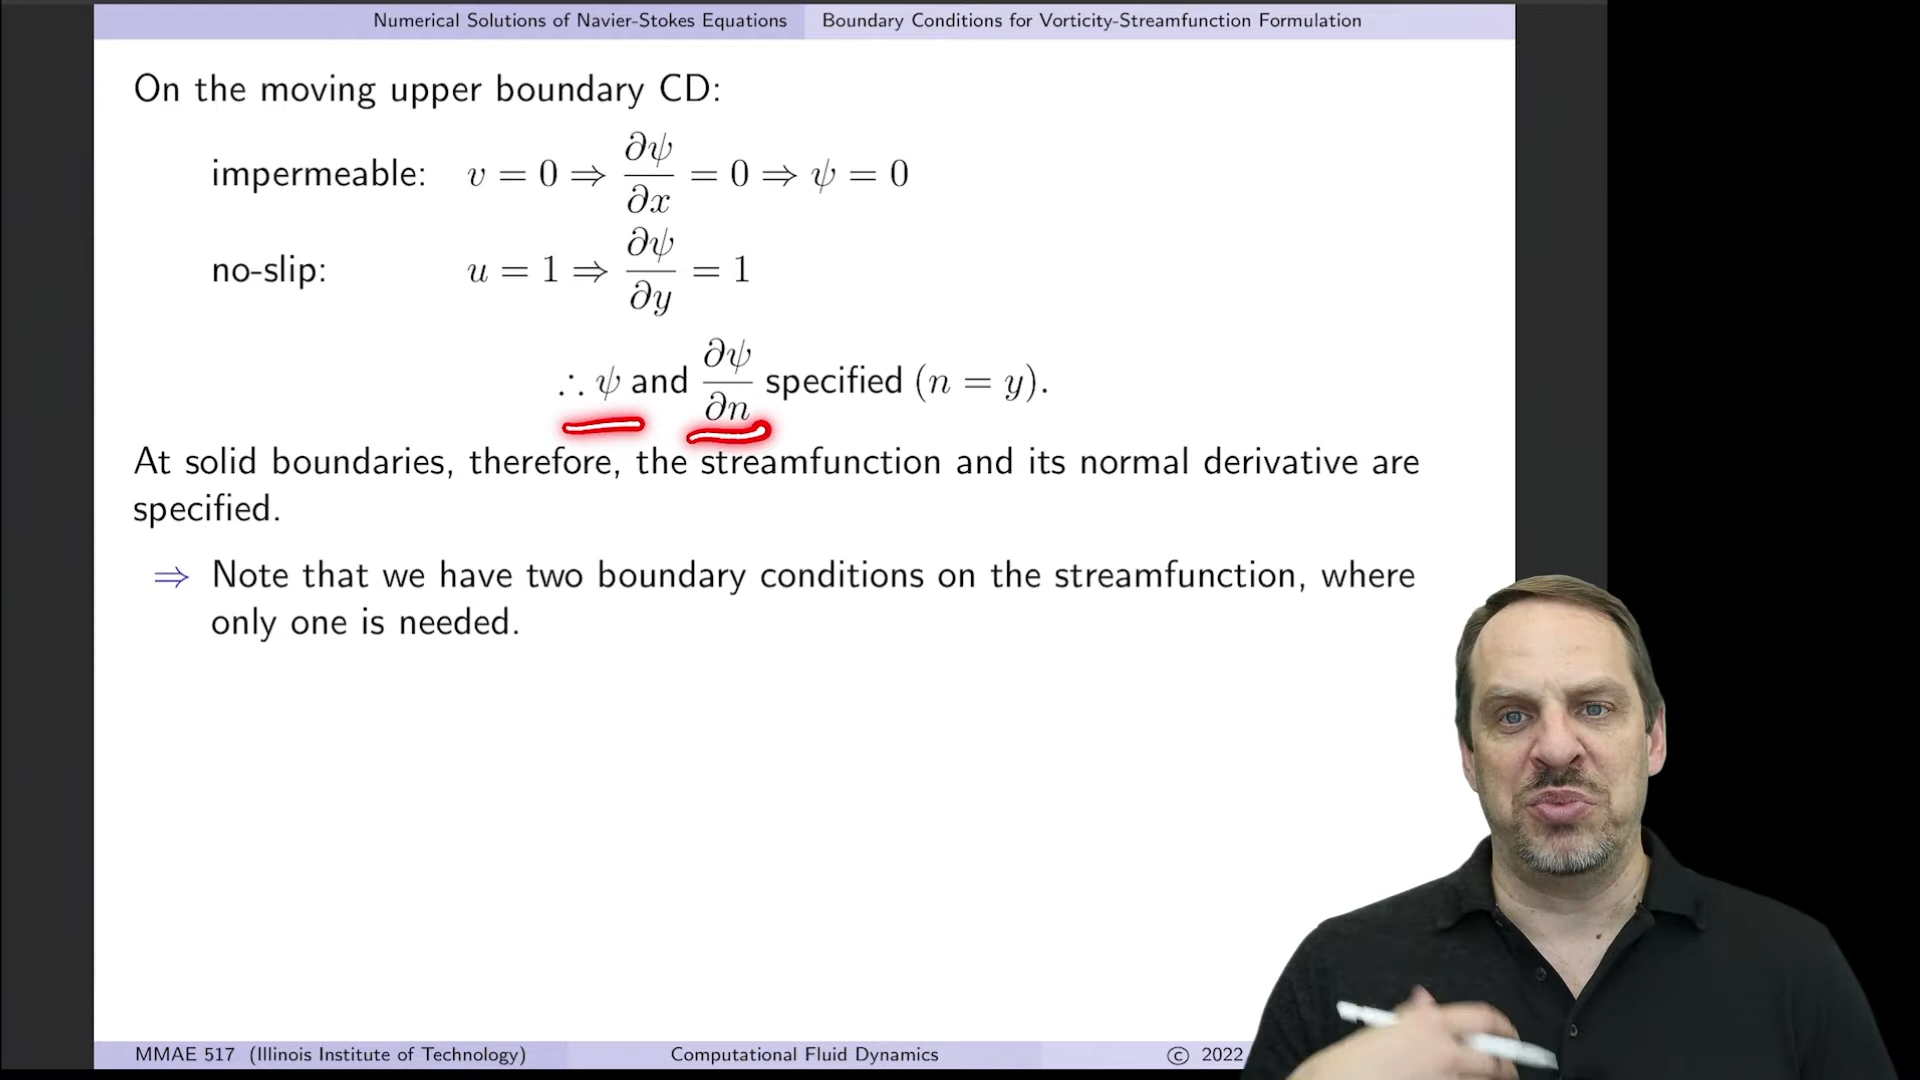 Numerical Solutions of Navier-Stokes Equations Boundary Conditions for Vorticity-Streamfunction Formulation
On the moving upper boundary CD:
impermeable: v = 0 ⇒ ∂ψ/∂x = 0 ⇒ ψ = 0
no-slip: u = 1 ⇒ ∂ψ/∂y = 1
∴ ψ and ∂ψ/∂n specified (n = y).
At solid boundaries, therefore, the streamfunction and its normal derivative are
specified.
⇒ Note that we have two boundary conditions on the streamfunction, where
only one is needed.
MMAE 517 (Illinois Institute of Technology) Computational Fluid Dynamics © 2022